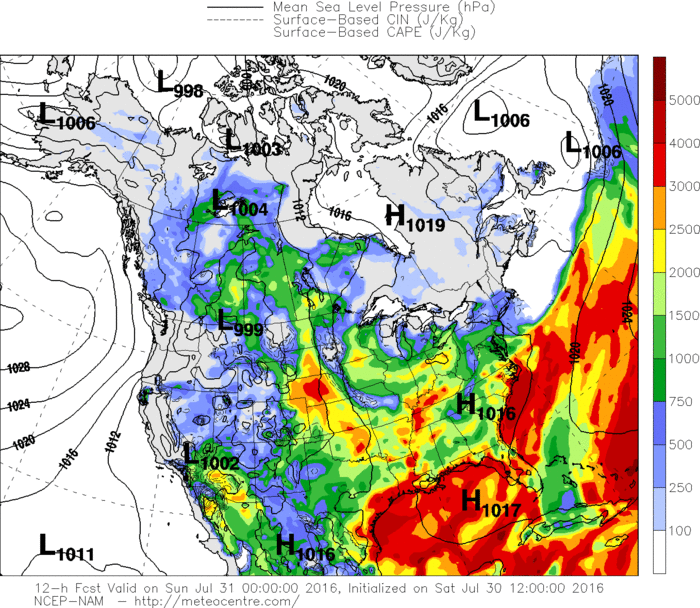 Mean Sea Level Pressure (hPa)
Surface-Based CIN (J/Kg)
Surface-Based CAPE (J/Kg)
L998
1020
1020
L1006
1016
L1006
1000
L1003
L1006
5000
4000
L1004
1012
1016
H1019
3000
2500
2000
L999
1024
1500
1028
1020
1000
1024
H1016
750
1020
1012
1016
L1002
500
250
H1017
100
L1011
H1016
12-h Fcst Valid on Sun Jul 31 00:00:00 2016, Initialized on Sat Jul 30 12:00:00 2016
NCEP-NAM – http://meteocentre.com/